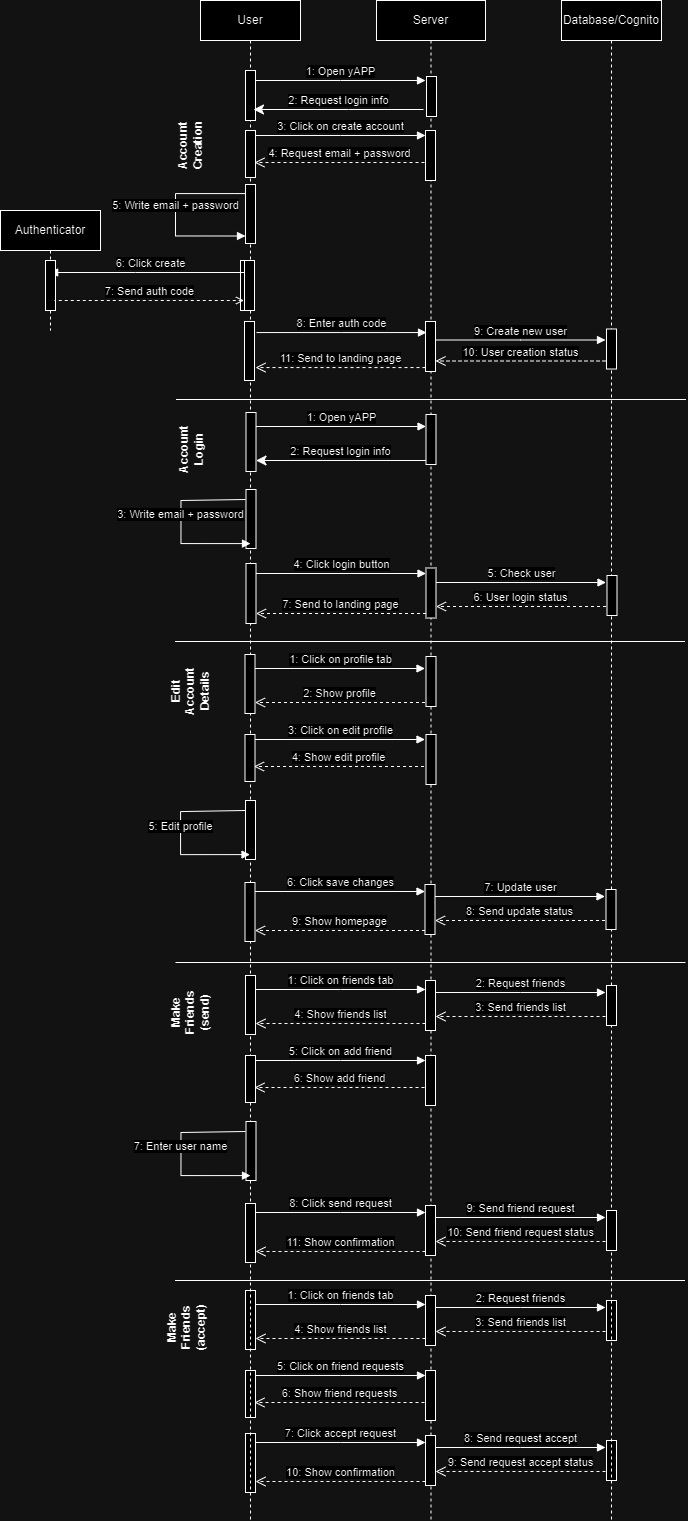 User
Server
Database/Cognito
1: Open yAPP
2: Request login info
Account
Creation
3: Click on create account
4: Request email + password
5: Write email + password
Authenticator
6: Click create
7: Send auth code
8: Enter auth code
9: Create new user
10: User creation status
11: Send to landing page
Account
Login
1: Open yAPP
2: Request login info
3: Write email + password
4: Click login button
5: Check user
6: User login status
7: Send to landing page
Edit
Account
Details
1: Click on profile tab
2: Show profile
3: Click on edit profile
4: Show edit profile
5: Edit profile
6: Click save changes
7: Update user
8: Send update status
9: Show homepage
Make
Friends
(send)
1: Click on friends tab
2: Request friends
3: Send friends list
4: Show friends list
5: Click on add friend
6: Show add friend
7: Enter user name
8: Click send request
9: Send friend request
10: Send friend request status
11: Show confirmation
Make
Friends
(accept)
1: Click on friends tab
2: Request friends
3: Send friends list
4: Show friends list
5: Click on friend requests
6: Show friend requests
7: Click accept request
8: Send request accept
9: Send request accept status
10: Show confirmation